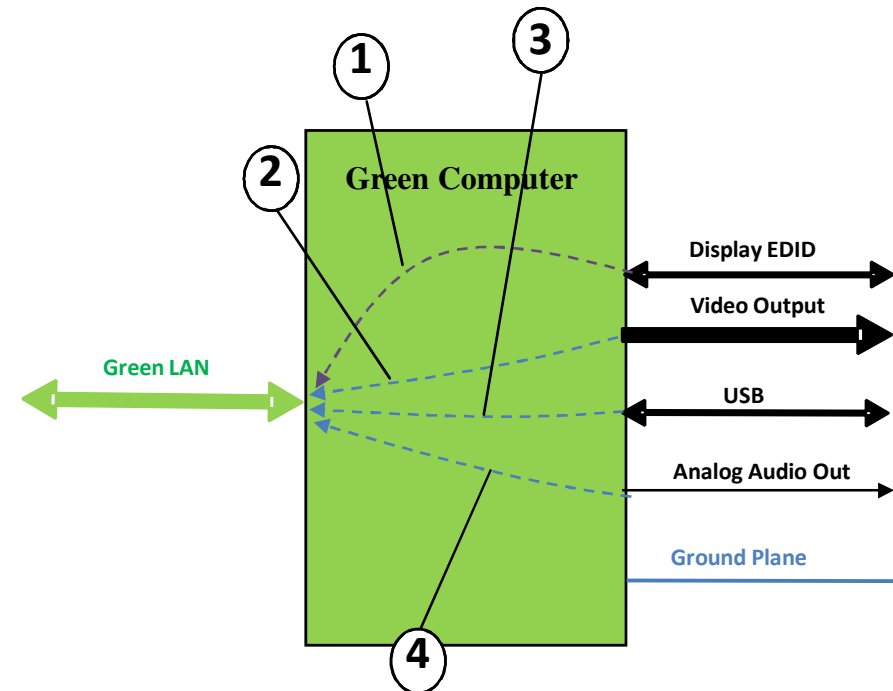 3
1
2
Green Computer
Display EDID
Video Output
Green LAN
USB
Analog Audio Out
Ground Plane
4